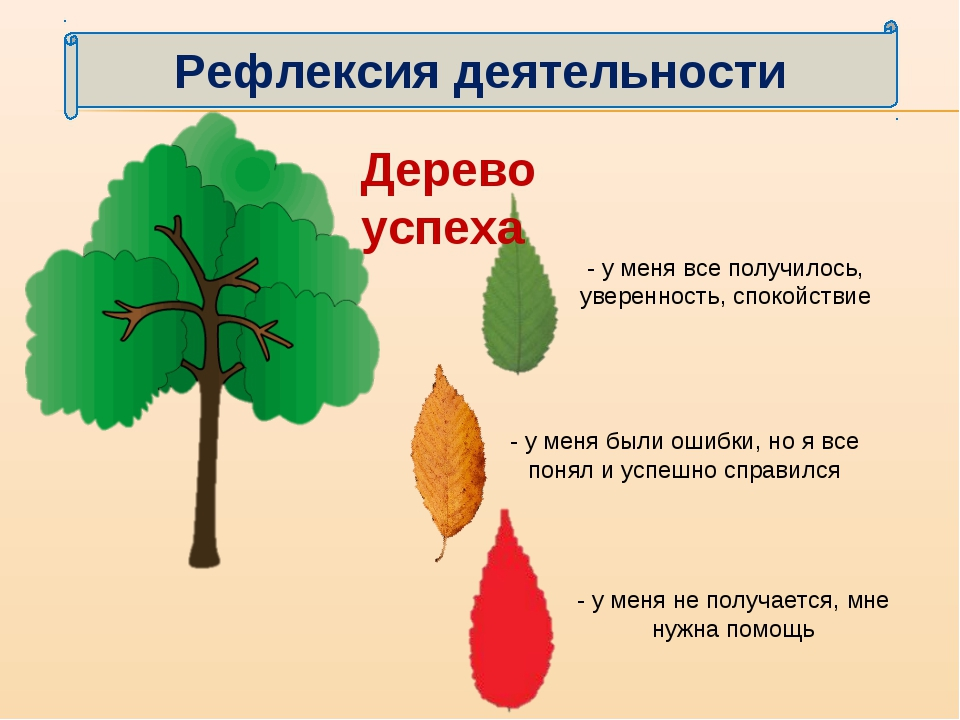 Рефлексия деятельности
Дерево
успеха
- у меня все получилось,
уверенность, спокойствие
- у меня были ошибки, но я все
понял и успешно справился
- у меня не получается, мне
нужна помощь